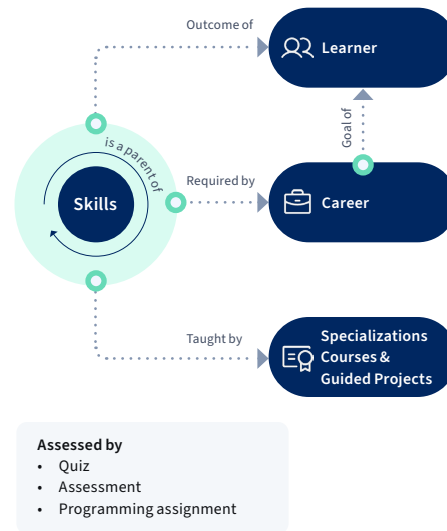 Outcome of
Learner
is a parent of
Goal of
Skills
Required by
Career
Taught by
Specializations
Courses &
Guided Projects
Assessed by
• Quiz
• Assessment
• Programming assignment